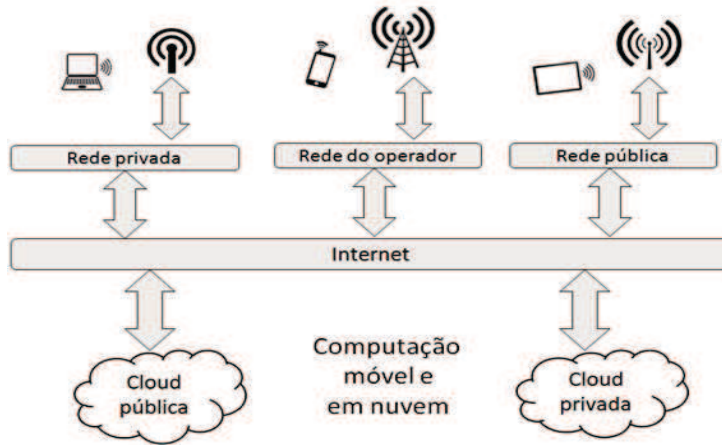 Rede privada
Rede do operador
Rede pública
Internet
Cloud
pública
Computação
móvel e
em nuvem
Cloud
privada